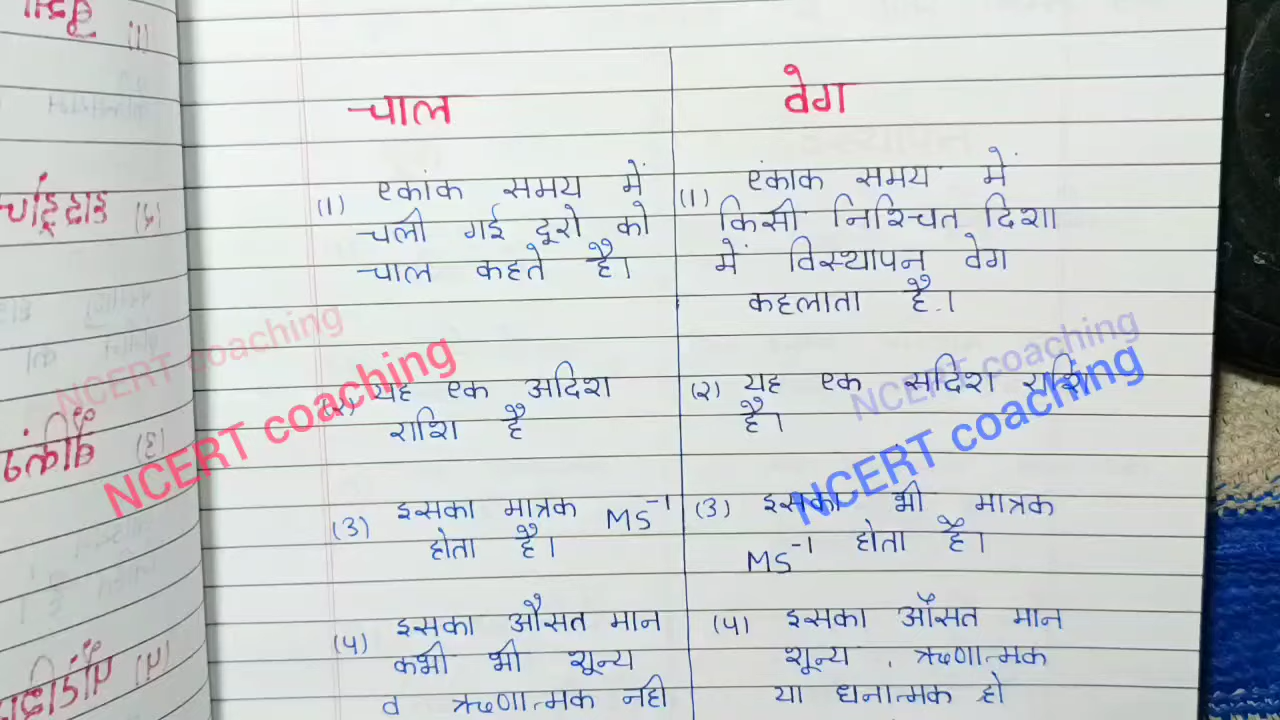 चाल
वेग
(1) एकांक समय में
चली गई दूरी को
चाल कहते है।
(1) एंकाक समय में
किसी निश्चित दिशा
में विस्थापन वेग
कहलाता है।
(2) यह एक अदिश
राशि है
(2) यह एक सदिश राशि
है।
(3) इसका मात्रक MS⁻¹
होता है।
(3) इसका भी मात्रक
MS⁻¹ होता है।
(4) इसका औसत मान
कभी भी शून्य
व ऋणात्मक नही
(4) इसका औसत मान
शून्य , ऋणात्मक
या धनात्मक हो
NCERT coaching
NCERT coaching
NCERT coaching
NCERT coaching